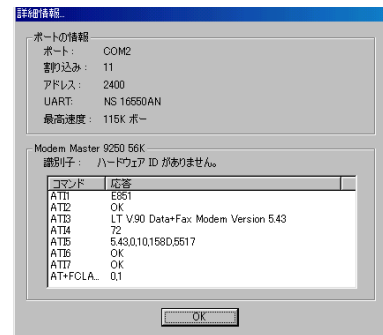 詳細情報...
ポートの情報
ポート: COM2
割り込み: 11
アドレス: 2400
UART: NS 16550AN
最高速度: 115K ボー
Modem Master 9250 56K
識別子: ハードウェア ID がありません。
コマンド 応答
ATI1 E851
ATI2 OK
ATI3 LT V.90 Data+Fax Modem Version 5.43
ATI4 72
ATI5 5.43,0,10,158D,5517
ATI6 OK
ATI7 OK
AT+FCLA... 0,1
OK